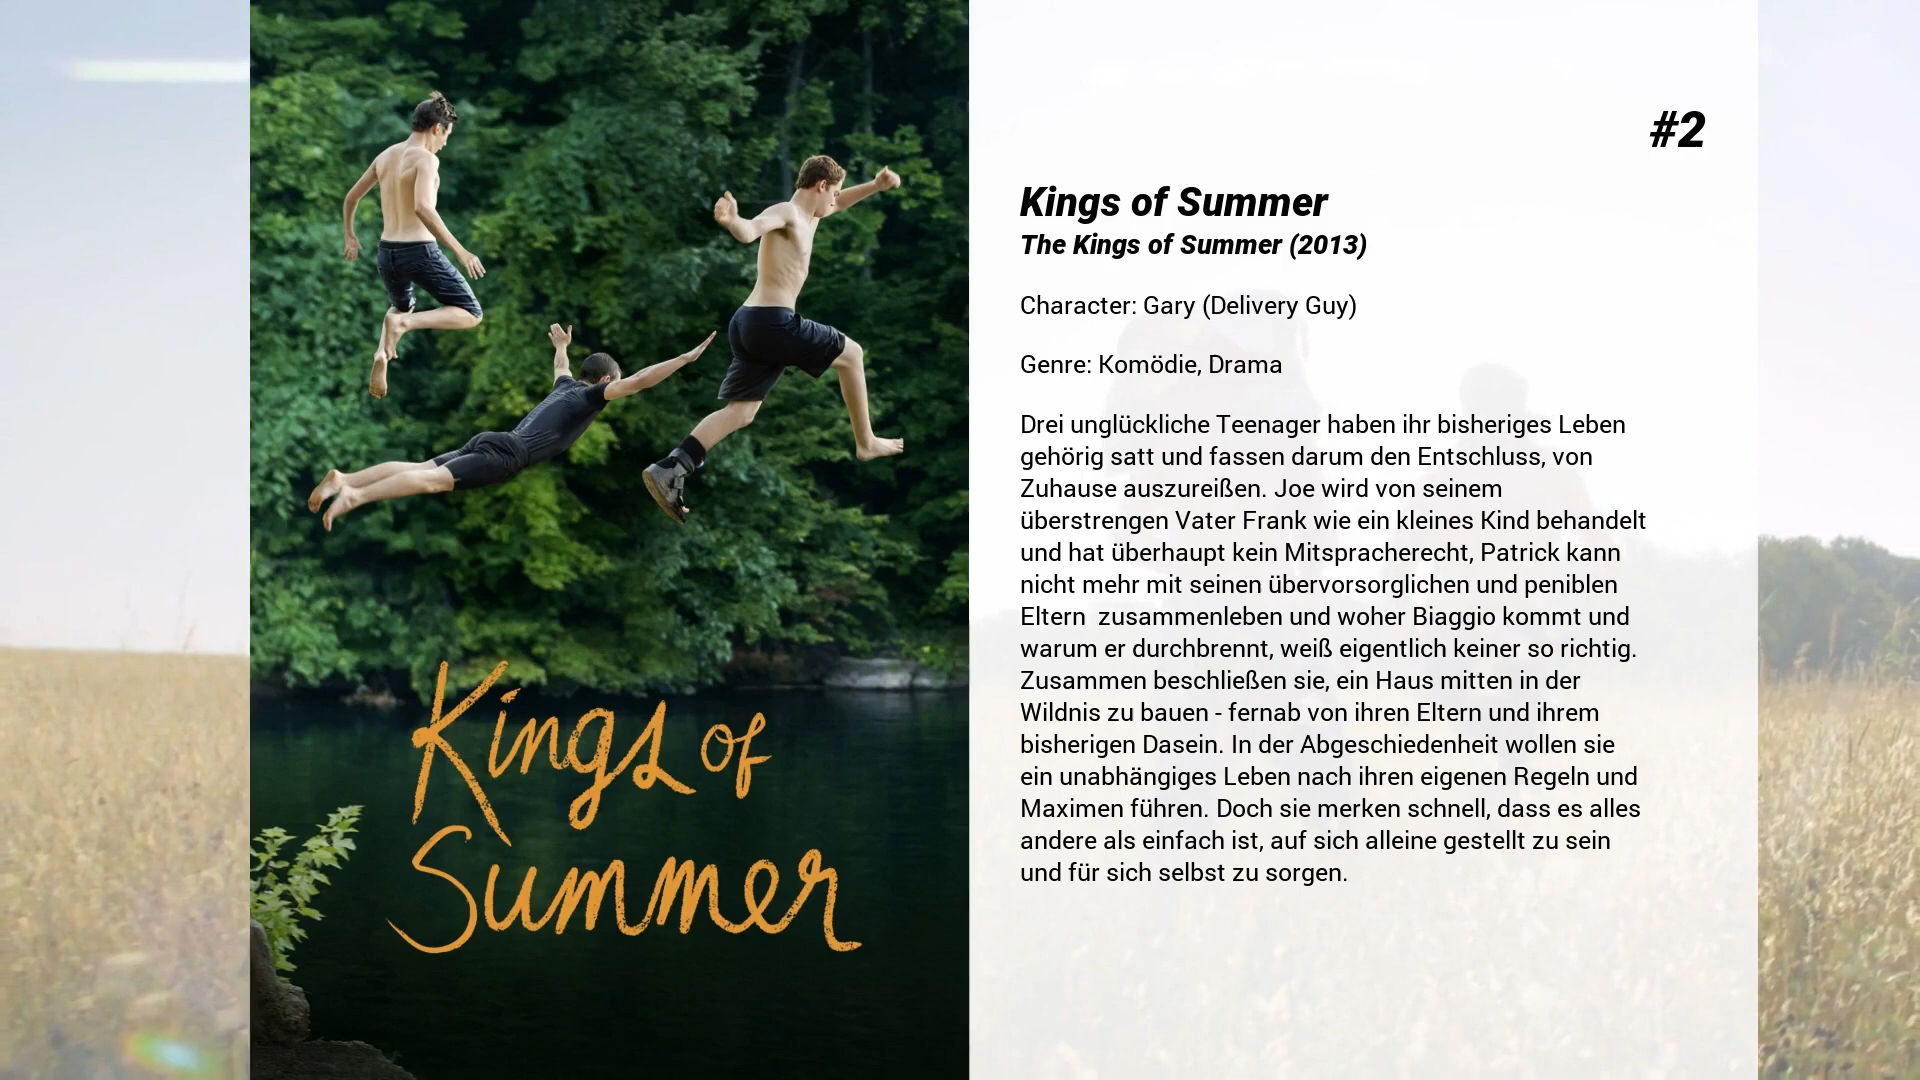 Kings of
Summer
#2
Kings of Summer
The Kings of Summer (2013)
Character: Gary (Delivery Guy)
Genre: Komödie, Drama
Drei unglückliche Teenager haben ihr bisheriges Leben
gehörig satt und fassen darum den Entschluss, von
Zuhause auszureißen. Joe wird von seinem
überstrengen Vater Frank wie ein kleines Kind behandelt
und hat überhaupt kein Mitspracherecht, Patrick kann
nicht mehr mit seinen übervorsorglichen und peniblen
Eltern  zusammenleben und woher Biaggio kommt und
warum er durchbrennt, weiß eigentlich keiner so richtig.
Zusammen beschließen sie, ein Haus mitten in der
Wildnis zu bauen - fernab von ihren Eltern und ihrem
bisherigen Dasein. In der Abgeschiedenheit wollen sie
ein unabhängiges Leben nach ihren eigenen Regeln und
Maximen führen. Doch sie merken schnell, dass es alles
andere als einfach ist, auf sich alleine gestellt zu sein
und für sich selbst zu sorgen.